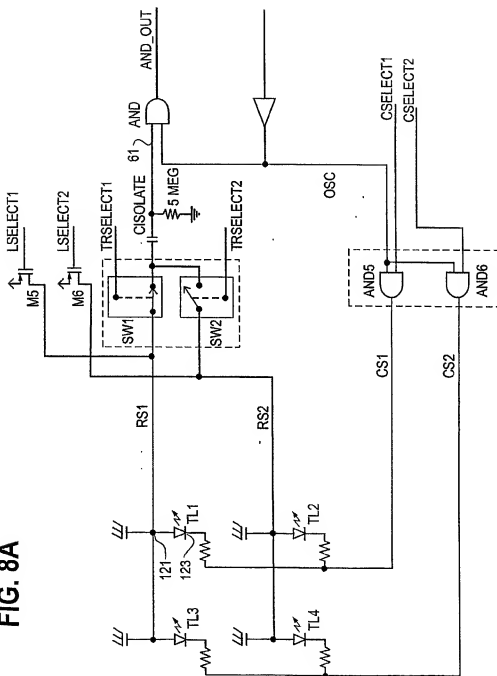 FIG. 8A
LSELECT1
LSELECT2
M5
M6
TRSELECT1
CISOLATE
61
AND
AND_OUT
5 MEG
SW1
SW2
TRSELECT2
OSC
CSELECT1
CSELECT2
AND5
AND6
RS1
RS2
CS1
CS2
121
123
TL1
TL2
TL3
TL4